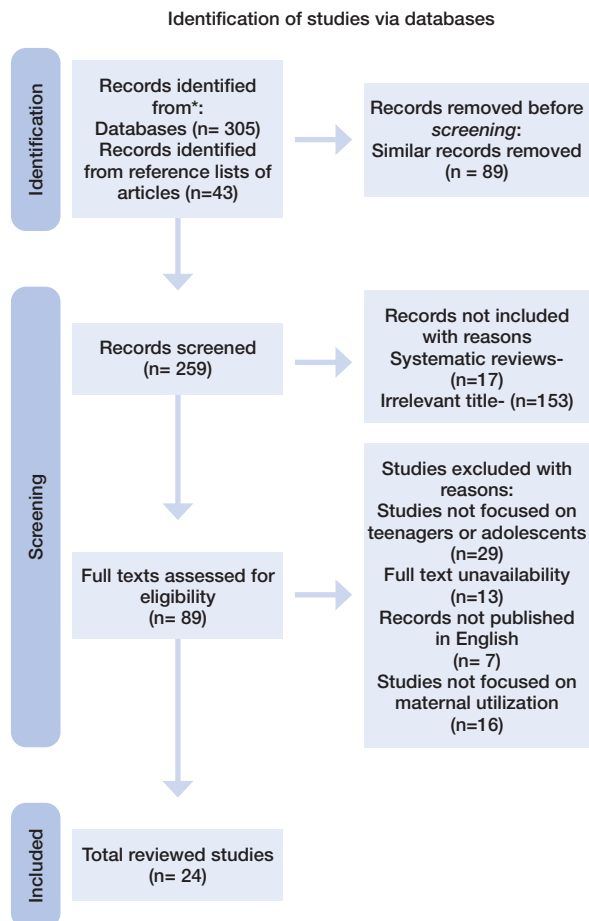 Identification of studies via databases
Identification
Records identified
from*:
Databases (n= 305)
Records identified
from reference lists of
articles (n=43)
Records removed before
screening:
Similar records removed
(n = 89)
Screening
Records screened
(n= 259)
Records not included
with reasons
Systematic reviews-
(n=17)
Irrelevant title- (n=153)
Full texts assessed for
eligibility
(n= 89)
Studies excluded with
reasons:
Studies not focused on
teenagers or adolescents
(n=29)
Full text unavailability
(n=13)
Records not published
in English
(n= 7)
Studies not focused on
maternal utilization
(n=16)
Included
Total reviewed studies
(n= 24)